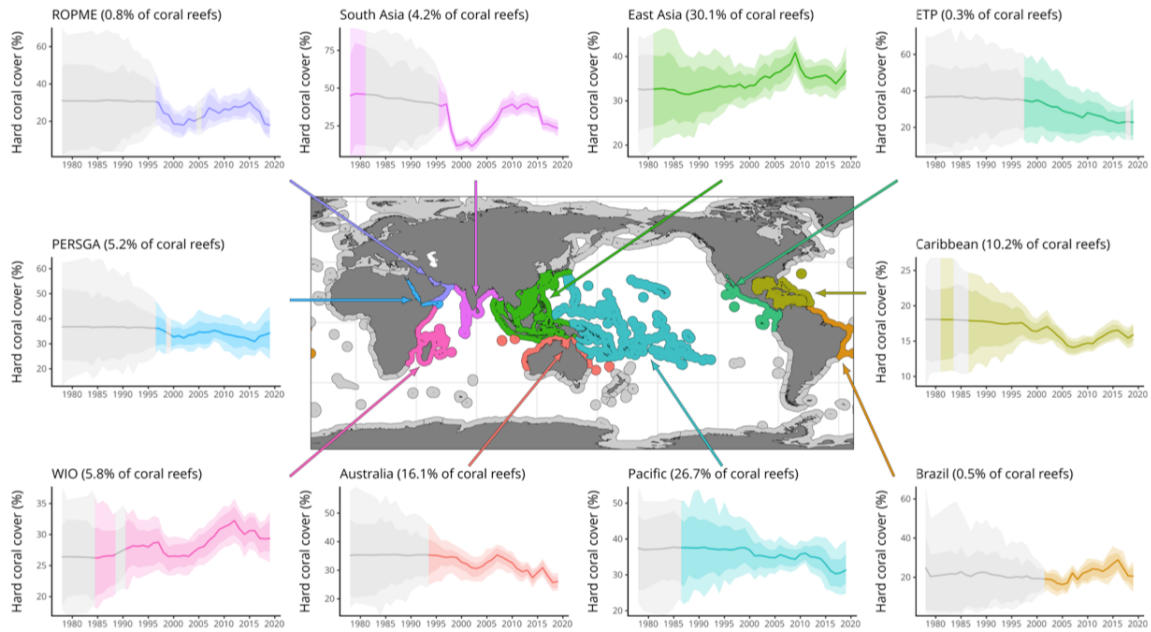 ROPME (0.8% of coral reefs)
Hard coral cover (%)
60
40
20
1980 1985 1990 1995 2000 2005 2010 2015 2020
South Asia (4.2% of coral reefs)
Hard coral cover (%)
75
50
25
1980 1985 1990 1995 2000 2005 2010 2015 2020
East Asia (30.1% of coral reefs)
Hard coral cover (%)
40
30
20
1980 1985 1990 1995 2000 2005 2010 2015 2020
ETP (0.3% of coral reefs)
Hard coral cover (%)
60
40
20
1980 1985 1990 1995 2000 2005 2010 2015 2020
PERSGA (5.2% of coral reefs)
Hard coral cover (%)
60
50
40
30
20
1980 1985 1990 1995 2000 2005 2010 2015 2020
Caribbean (10.2% of coral reefs)
Hard coral cover (%)
25
20
15
10
1980 1985 1990 1995 2000 2005 2010 2015 2020
WIO (5.8% of coral reefs)
Hard coral cover (%)
35
30
25
20
1980 1985 1990 1995 2000 2005 2010 2015 2020
Australia (16.1% of coral reefs)
Hard coral cover (%)
50
40
30
20
1980 1985 1990 1995 2000 2005 2010 2015 2020
Pacific (26.7% of coral reefs)
Hard coral cover (%)
50
40
30
20
1980 1985 1990 1995 2000 2005 2010 2015 2020
Brazil (0.5% of coral reefs)
Hard coral cover (%)
60
40
20
1980 1985 1990 1995 2000 2005 2010 2015 2020